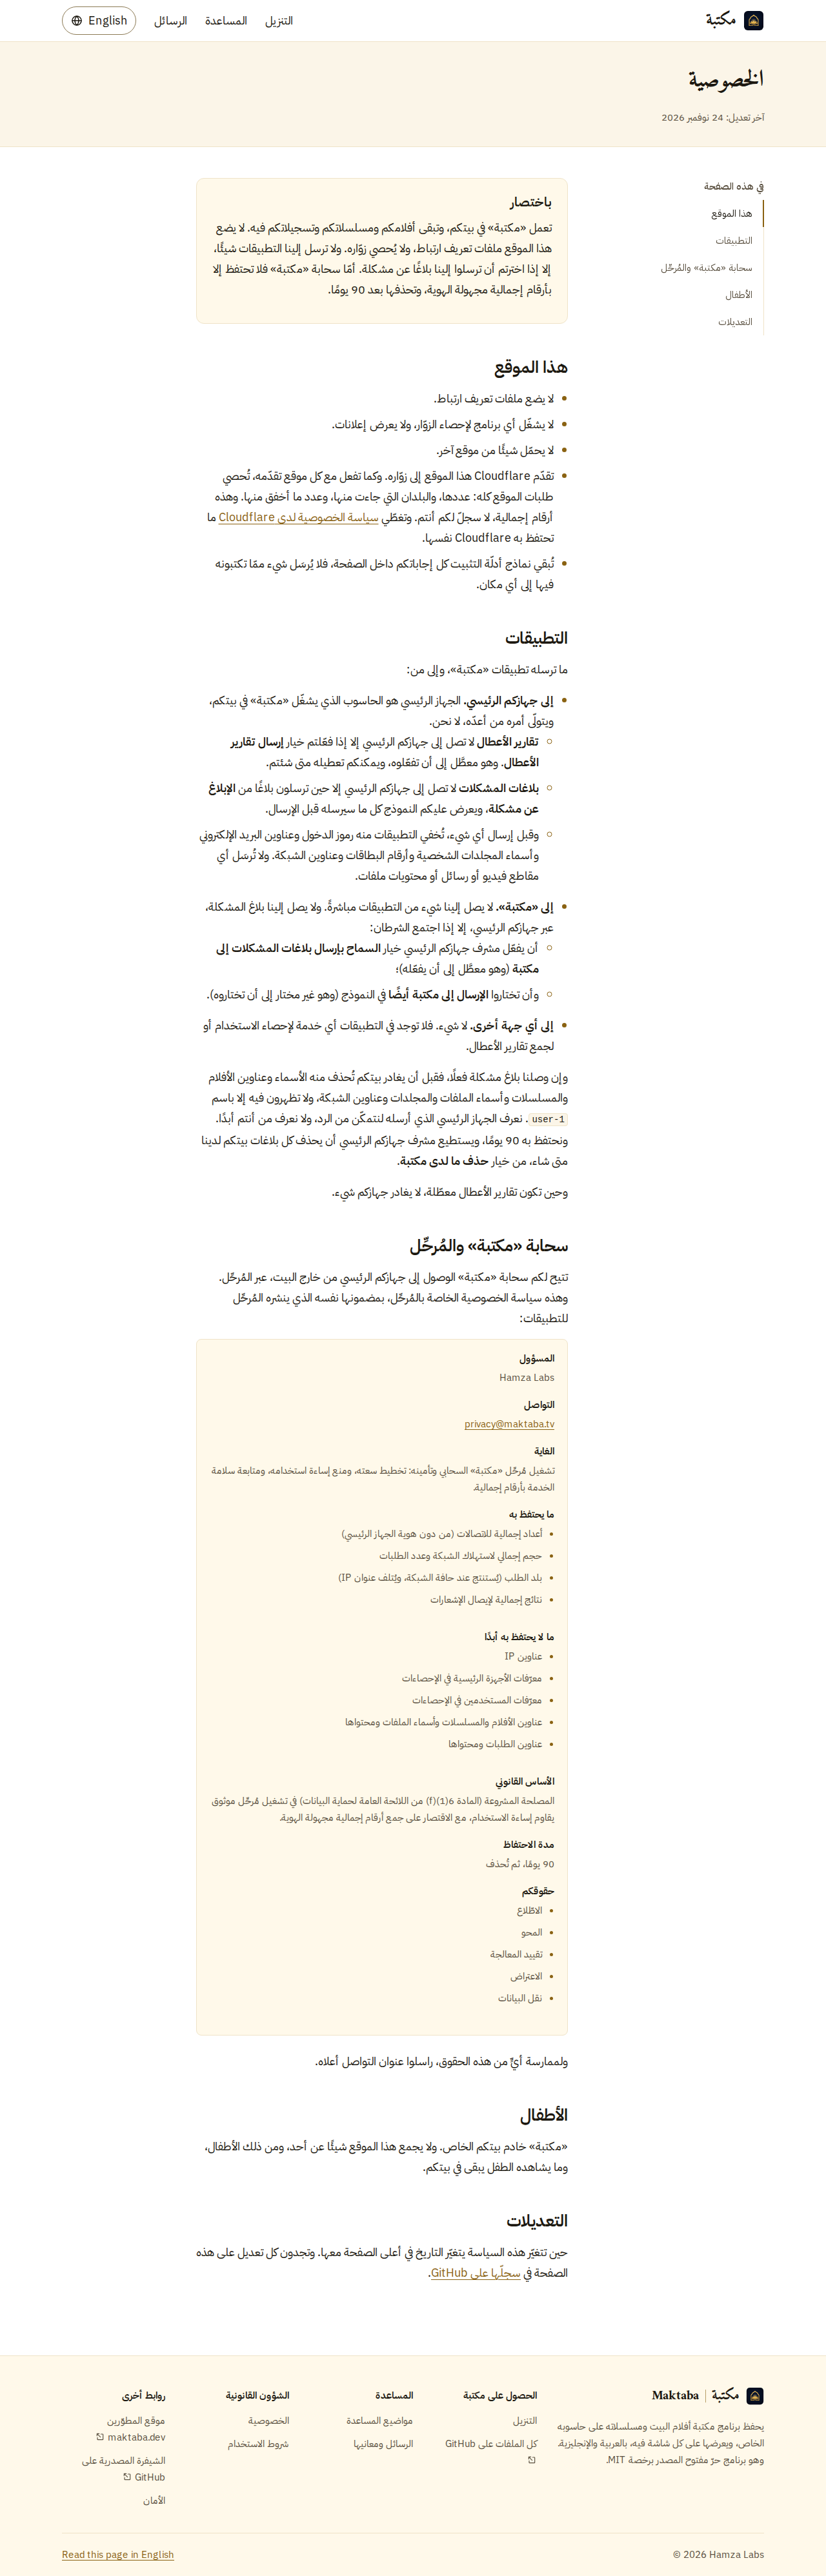 مكتبة
التنزيل
المساعدة
الرسائل
English
الخصوصية
آخر تعديل: 24 نوفمبر 2026
في هذه الصفحة
هذا الموقع
التطبيقات
سحابة «مكتبة» والمُرحِّل
الأطفال
التعديلات
باختصار
تعمل «مكتبة» في بيتكم، وتبقى أفلامكم ومسلسلاتكم وتسجيلاتكم فيه. لا يضع
هذا الموقع ملفات تعريف ارتباط، ولا يُحصي زوّاره. ولا ترسل إلينا التطبيقات شيئًا،
إلا إذا اخترتم أن ترسلوا إلينا بلاغًا عن مشكلة. أمّا سحابة «مكتبة» فلا تحتفظ إلا
بأرقام إجمالية مجهولة الهوية، وتحذفها بعد 90 يومًا.
هذا الموقع
لا يضع ملفات تعريف ارتباط.
لا يشغّل أي برنامج لإحصاء الزوّار، ولا يعرض إعلانات.
لا يحمّل شيئًا من موقع آخر.
تقدّم Cloudflare هذا الموقع إلى زوّاره. وكما تفعل مع كل موقع تقدّمه، تُحصي
طلبات الموقع كله: عددها، والبلدان التي جاءت منها، وعدد ما أخفق منها. وهذه
أرقام إجمالية، لا سجلّ لكم أنتم. وتغطّي سياسة الخصوصية لدى Cloudflare ما
تحتفظ به Cloudflare نفسها.
تُبقي نماذج أدلّة التثبيت كل إجاباتكم داخل الصفحة، فلا يُرسَل شيء ممّا تكتبونه
فيها إلى أي مكان.
التطبيقات
ما ترسله تطبيقات «مكتبة»، وإلى من:
إلى جهازكم الرئيسي. الجهاز الرئيسي هو الحاسوب الذي يشغّل «مكتبة» في بيتكم،
ويتولّى أمره من أعدّه، لا نحن.
تقارير الأعطال لا تصل إلى جهازكم الرئيسي إلا إذا فعّلتم خيار إرسال تقارير
الأعطال. وهو معطَّل إلى أن تفعّلوه، ويمكنكم تعطيله متى شئتم.
بلاغات المشكلات لا تصل إلى جهازكم الرئيسي إلا حين ترسلون بلاغًا من الإبلاغ
عن مشكلة، ويعرض عليكم النموذج كل ما سيرسله قبل الإرسال.
وقبل إرسال أي شيء، تُخفي التطبيقات منه رموز الدخول وعناوين البريد الإلكتروني
وأسماء المجلدات الشخصية وأرقام البطاقات وعناوين الشبكة. ولا تُرسَل أي
مقاطع فيديو أو رسائل أو محتويات ملفات.
إلى «مكتبة». لا يصل إلينا شيء من التطبيقات مباشرةً. ولا يصل إلينا بلاغ المشكلة،
عبر جهازكم الرئيسي، إلا إذا اجتمع الشرطان:
أن يفعّل مشرف جهازكم الرئيسي خيار السماح بإرسال بلاغات المشكلات إلى
مكتبة (وهو معطَّل إلى أن يفعّله)؛
وأن تختاروا الإرسال إلى مكتبة أيضًا في النموذج (وهو غير مختار إلى أن تختاروه).
إلى أي جهة أخرى. لا شيء. فلا توجد في التطبيقات أي خدمة لإحصاء الاستخدام أو
لجمع تقارير الأعطال.
وإن وصلنا بلاغ مشكلة فعلًا، فقبل أن يغادر بيتكم تُحذف منه الأسماء وعناوين الأفلام
والمسلسلات وأسماء الملفات والمجلدات وعناوين الشبكة، ولا تظهرون فيه إلا باسم
user-1. نعرف الجهاز الرئيسي الذي أرسله لنتمكّن من الرد، ولا نعرف من أنتم أبدًا.
ونحتفظ به 90 يومًا، ويستطيع مشرف جهازكم الرئيسي أن يحذف كل بلاغات بيتكم لدينا
متى شاء، من خيار حذف ما لدى مكتبة.
وحين تكون تقارير الأعطال معطّلة، لا يغادر جهازكم شيء.
سحابة «مكتبة» والمُرحِّل
تتيح لكم سحابة «مكتبة» الوصول إلى جهازكم الرئيسي من خارج البيت، عبر المُرحِّل.
وهذه سياسة الخصوصية الخاصة بالمُرحِّل، بمضمونها نفسه الذي ينشره المُرحِّل
للتطبيقات:
المسؤول
Hamza Labs
التواصل
privacy@maktaba.tv
الغاية
تشغيل مُرحِّل «مكتبة» السحابي وتأمينه: تخطيط سعته، ومنع إساءة استخدامه، ومتابعة سلامة
الخدمة بأرقام إجمالية.
ما يحتفظ به
أعداد إجمالية للاتصالات (من دون هوية الجهاز الرئيسي)
حجم إجمالي لاستهلاك الشبكة وعدد الطلبات
بلد الطلب (يُستنتج عند حافة الشبكة، ويُتلف عنوان IP)
نتائج إجمالية لإيصال الإشعارات
ما لا يحتفظ به أبدًا
عناوين IP
معرّفات الأجهزة الرئيسية في الإحصاءات
معرّفات المستخدمين في الإحصاءات
عناوين الأفلام والمسلسلات وأسماء الملفات ومحتواها
عناوين الطلبات ومحتواها
الأساس القانوني
المصلحة المشروعة (المادة 6(1)(f) من اللائحة العامة لحماية البيانات) في تشغيل مُرحِّل موثوق
يقاوم إساءة الاستخدام، مع الاقتصار على جمع أرقام إجمالية مجهولة الهوية.
مدة الاحتفاظ
90 يومًا، ثم تُحذف
حقوقكم
الاطّلاع
المحو
تقييد المعالجة
الاعتراض
نقل البيانات
ولممارسة أيٍّ من هذه الحقوق، راسلوا عنوان التواصل أعلاه.
الأطفال
«مكتبة» خادم بيتكم الخاص. ولا يجمع هذا الموقع شيئًا عن أحد، ومن ذلك الأطفال،
وما يشاهده الطفل يبقى في بيتكم.
التعديلات
حين تتغيّر هذه السياسة يتغيّر التاريخ في أعلى الصفحة معها. وتجدون كل تعديل على هذه
الصفحة في سجلّها على GitHub.
مكتبة | Maktaba
يحفظ برنامج مكتبة أفلام البيت ومسلسلاته على حاسوبه
الخاص، ويعرضها على كل شاشة فيه، بالعربية والإنجليزية.
وهو برنامج حرّ مفتوح المصدر برخصة MIT.
الحصول على مكتبة
التنزيل
كل الملفات على GitHub
المساعدة
مواضيع المساعدة
الرسائل ومعانيها
الشؤون القانونية
الخصوصية
شروط الاستخدام
روابط أخرى
موقع المطوّرين
maktaba.dev
الشيفرة المصدرية على
GitHub
الأمان
© 2026 Hamza Labs
Read this page in English